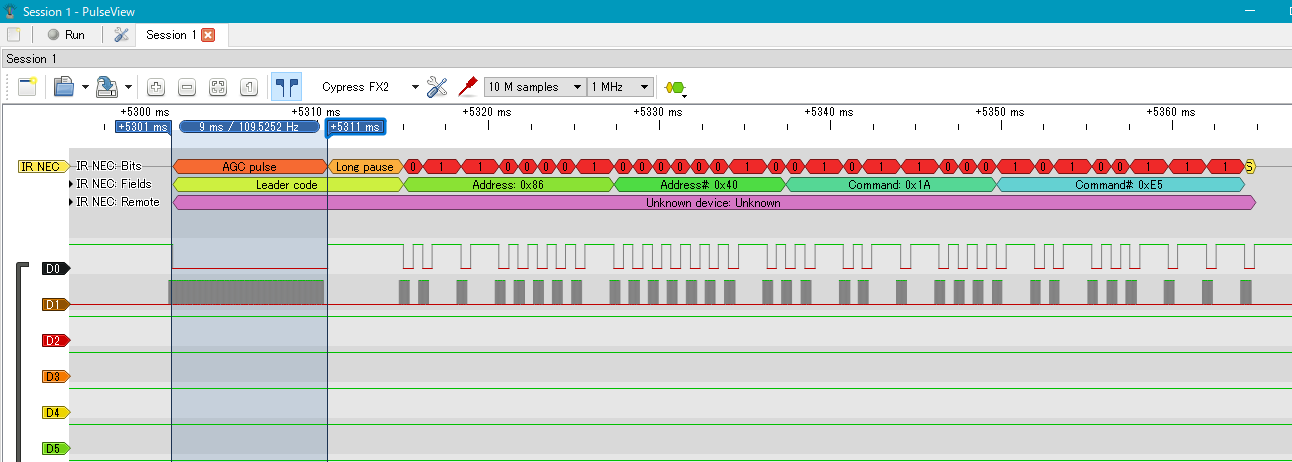 Session 1 - PulseView
Run Session 1
Session 1
Cypress FX2 10 M samples 1 MHz
+5300 ms +5310 ms +5320 ms +5330 ms +5340 ms +5350 ms +5360 ms
+5301 ms 9 ms / 109.5252 Hz +5311 ms
IR NEC IR NEC: Bits AGC pulse Long pause 0 1 1 0 0 0 0 1 0 0 0 0 0 0 1 0 0 1 0 1 1 0 0 0 1 0 1 0 0 1 1 1 S
IR NEC: Fields Leader code Address: 0x86 Address#: 0x40 Command: 0x1A Command#: 0xE5
IR NEC: Remote Unknown device: Unknown
D0
D1
D2
D3
D4
D5